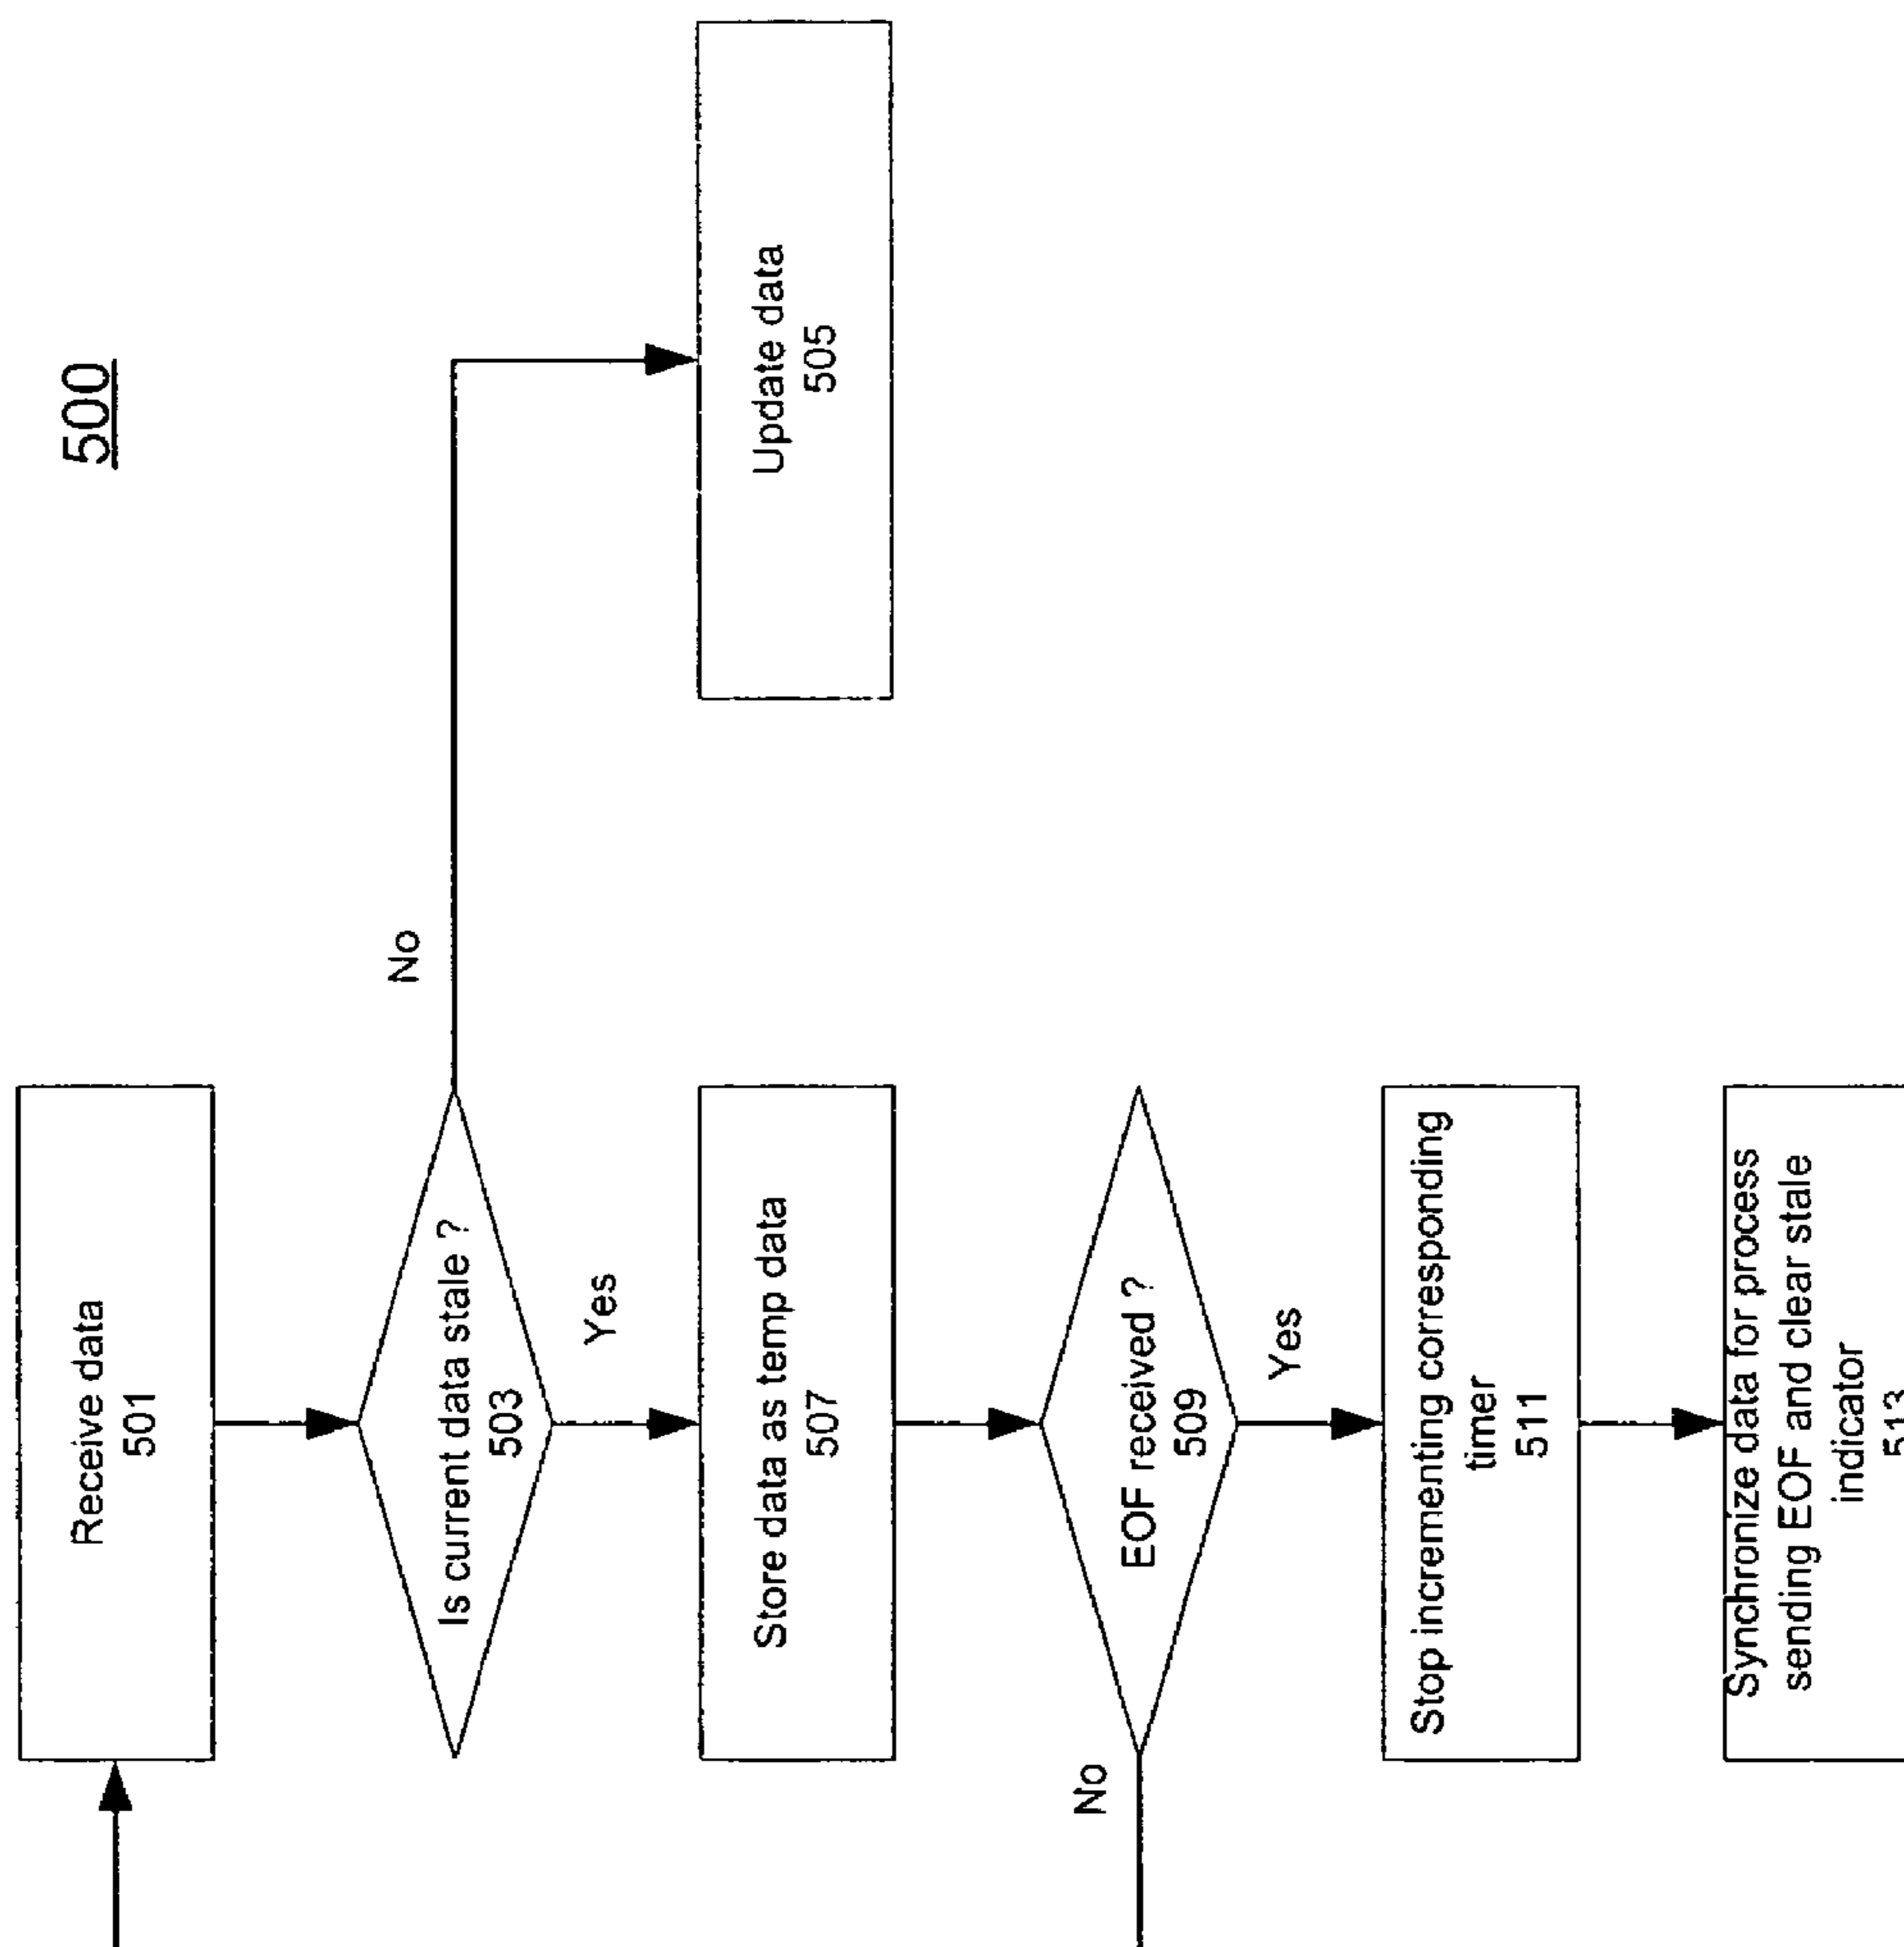 500
Receive data
501
Is current data stale ?
503
No
Yes
Update data
505
Store data as temp data
507
EOF received ?
509
No
Yes
Stop incrementing corresponding
timer
511
Synchronize data for process
sending EOF and clear stale
indicator
513